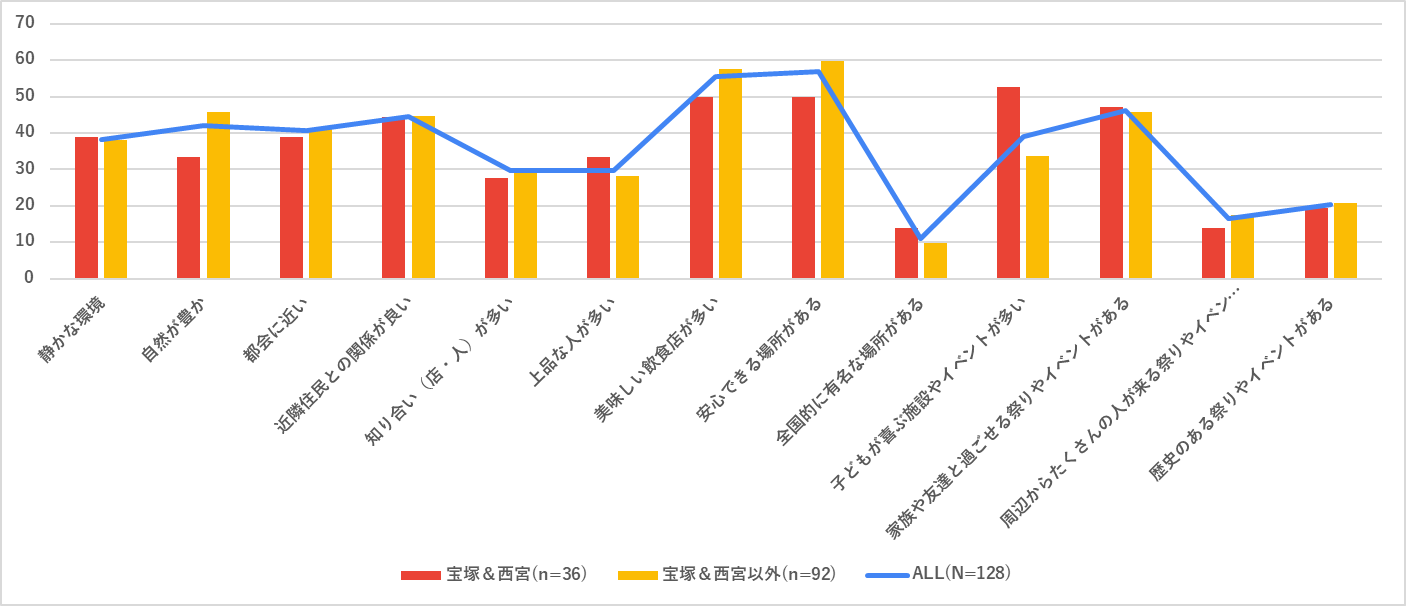 70
60
50
40
30
20
10
0
静かな環境
自然が豊か
都会に近い
近隣住民との関係が良い
知り合い（店・人）が多い
上品な人が多い
美味しい飲食店が多い
安心できる場所がある
全国的に有名な場所がある
子どもが喜ぶ施設やイベントが多い
家族や友達と過ごせる祭りやイベントがある
周辺からたくさんの人が来る祭りやイベン…
歴史のある祭りやイベントがある
宝塚＆西宮(n=36)
宝塚＆西宮以外(n=92)
ALL(N=128)